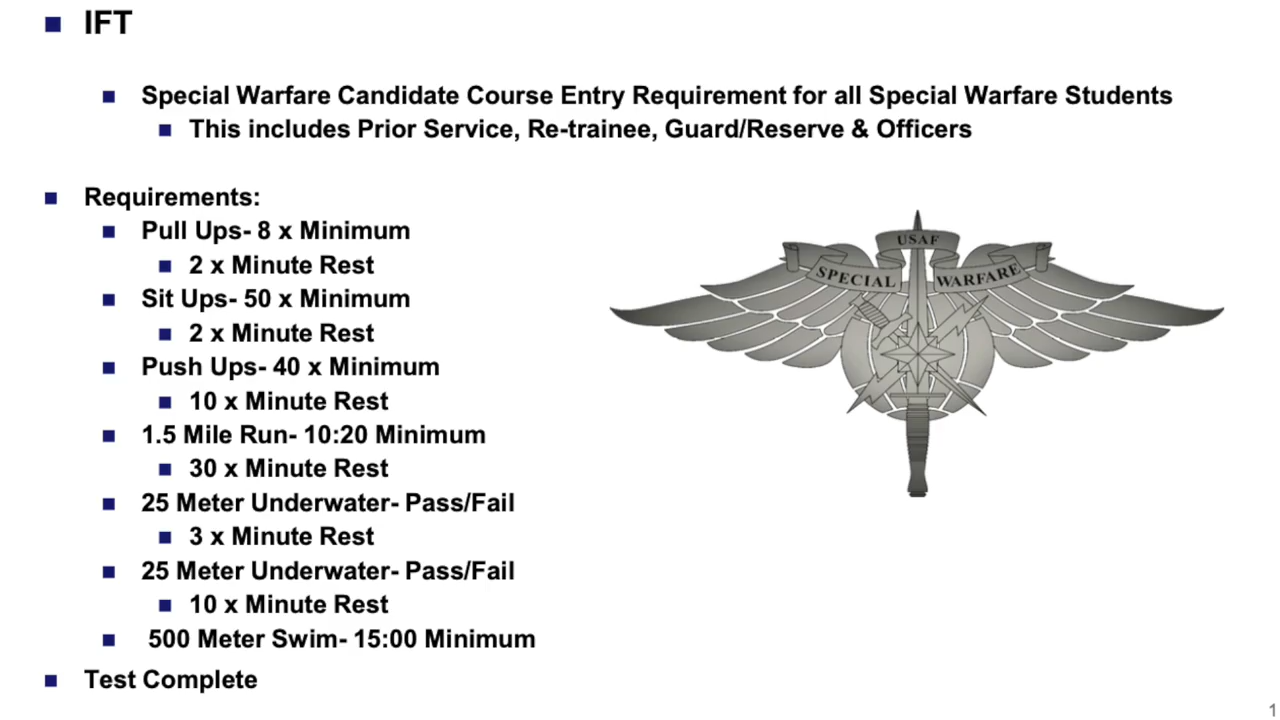 IFT
Special Warfare Candidate Course Entry Requirement for all Special Warfare Students
This includes Prior Service, Re-trainee, Guard/Reserve & Officers
Requirements:
Pull Ups- 8 x Minimum
2 x Minute Rest
Sit Ups- 50 x Minimum
2 x Minute Rest
Push Ups- 40 x Minimum
10 x Minute Rest
1.5 Mile Run- 10:20 Minimum
30 x Minute Rest
25 Meter Underwater- Pass/Fail
3 x Minute Rest
25 Meter Underwater- Pass/Fail
10 x Minute Rest
500 Meter Swim- 15:00 Minimum
Test Complete
USAF
SPECIAL WARFARE
1